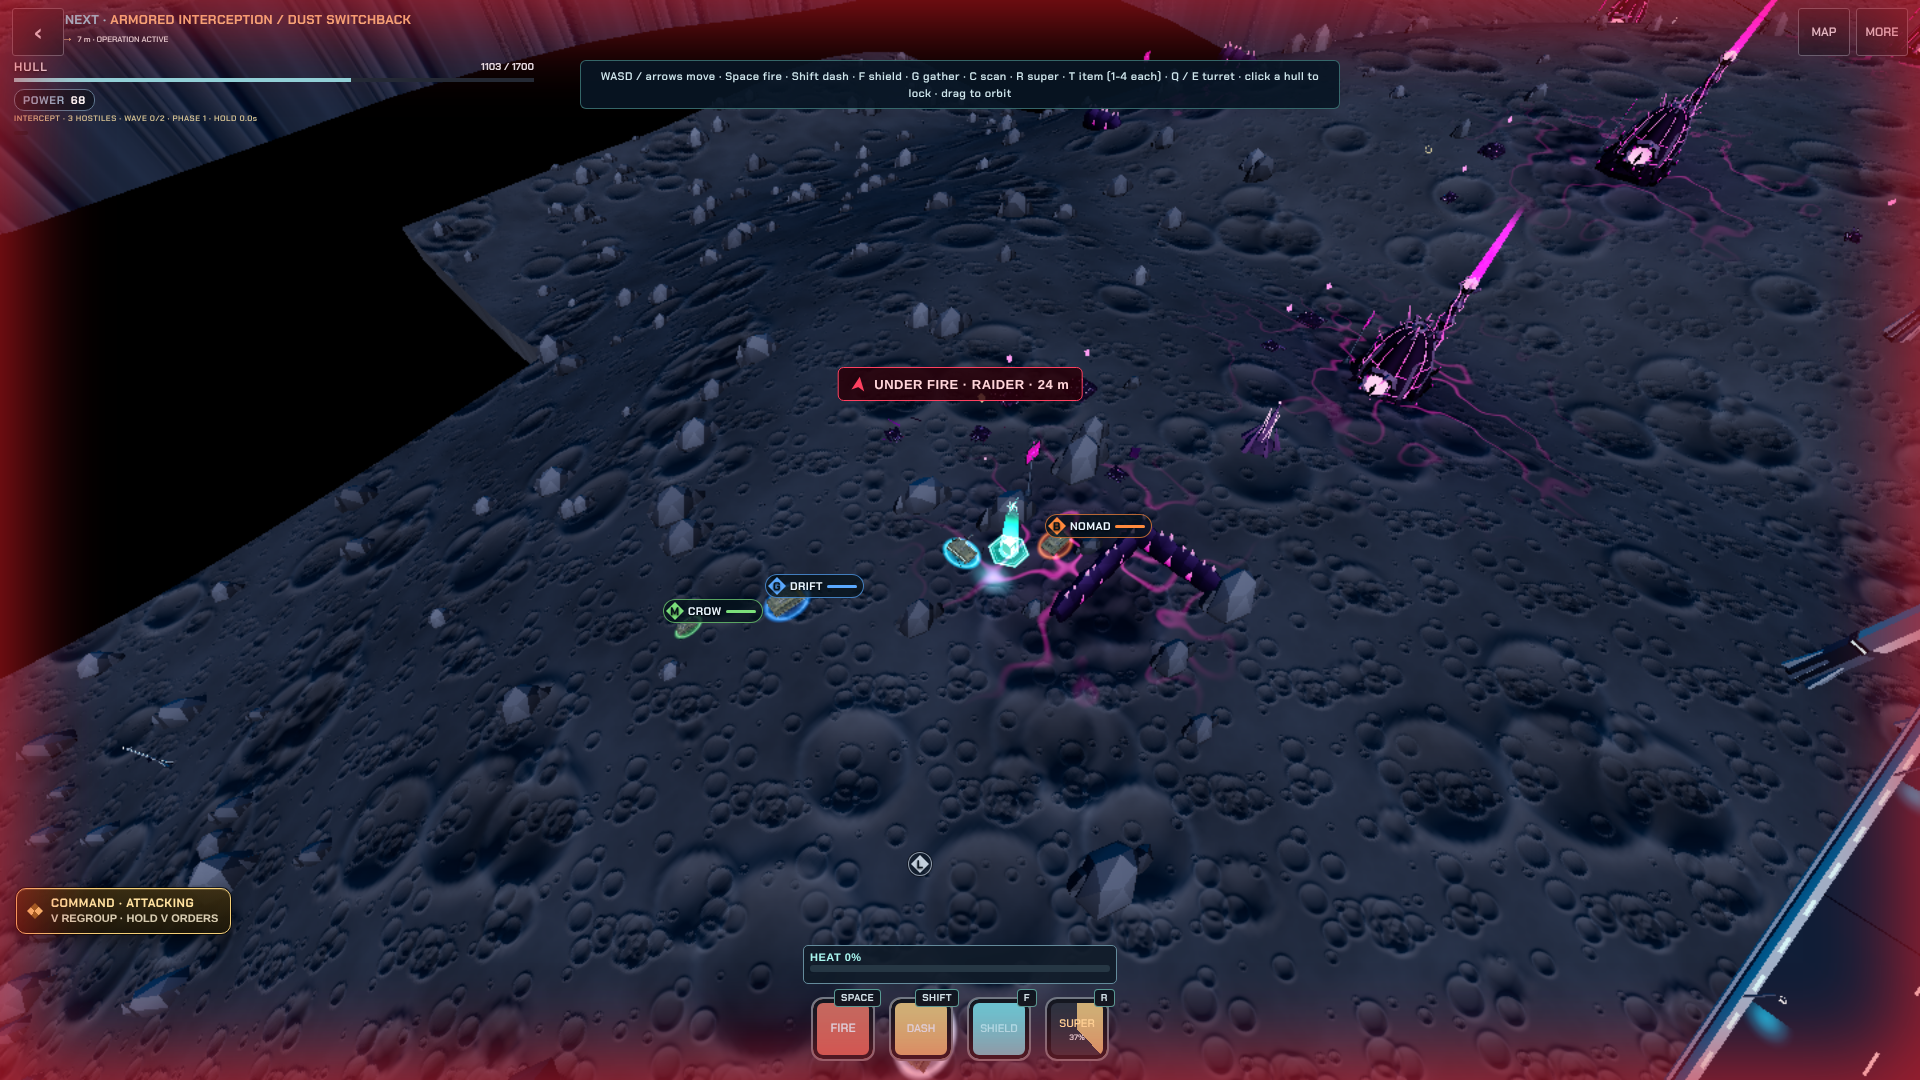 NEXT · ARMORED INTERCEPTION / DUST SWITCHBACK
→ 7 m · OPERATION ACTIVE
HULL 1103 / 1700
POWER 68
INTERCEPT · 3 HOSTILES · WAVE 0/2 · PHASE 1 · HOLD 0.0s
WASD / arrows move · Space fire · Shift dash · F shield · G gather · C scan · R super · T item (1-4 each) · Q / E turret · click a hull to
lock · drag to orbit
MAP
MORE
UNDER FIRE · RAIDER · 24 m
B NOMAD
G DRIFT
M CROW
L
COMMAND · ATTACKING
V REGROUP · HOLD V ORDERS
HEAT 0%
SPACE
FIRE
SHIFT
DASH
F
SHIELD
R
SUPER
37%